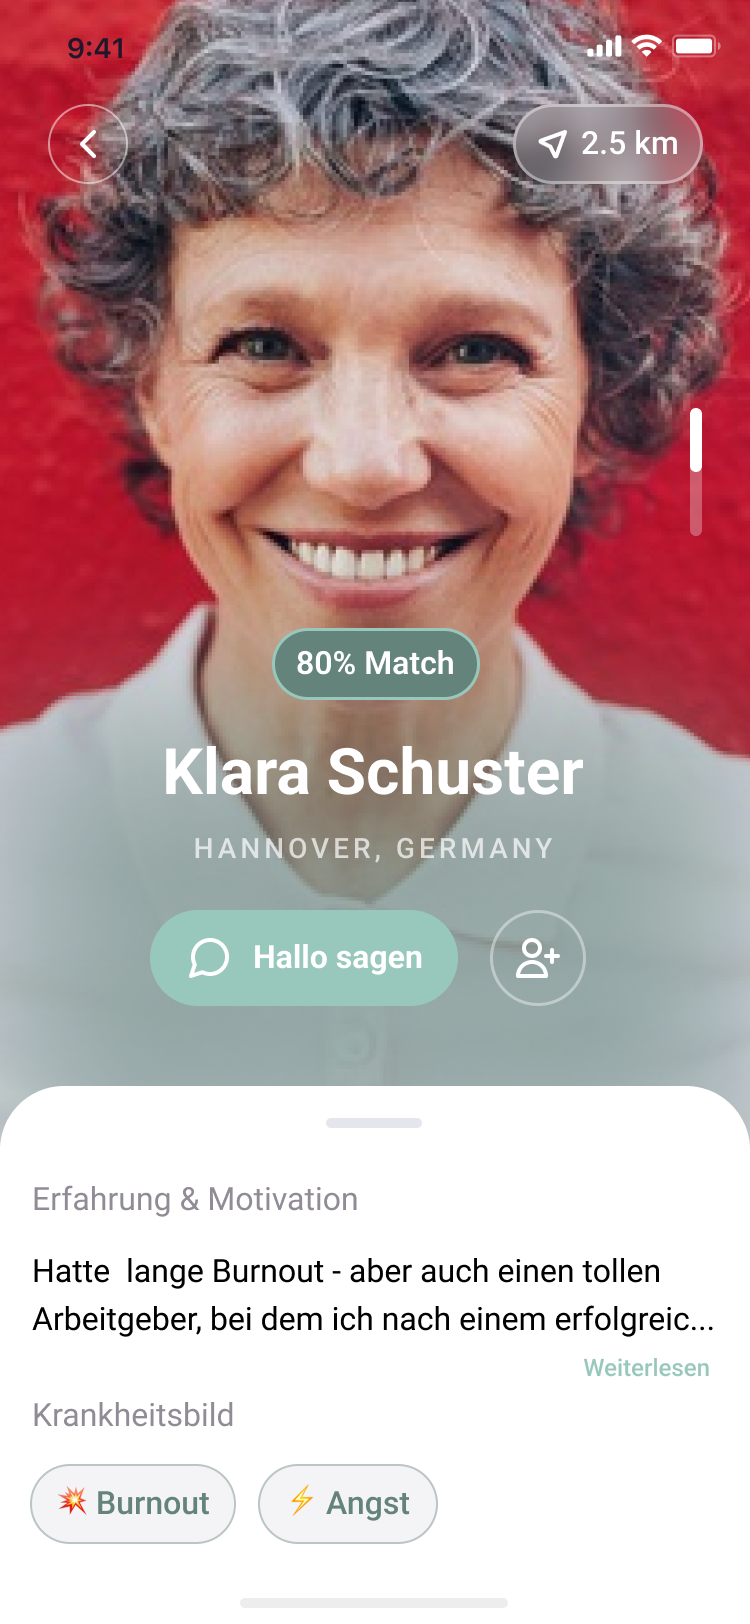 9:41
2.5 km
80% Match
Klara Schuster
HANNOVER, GERMANY
Hallo sagen
Erfahrung & Motivation
Hatte  lange Burnout - aber auch einen tollen
Arbeitgeber, bei dem ich nach einem erfolgreic...
Weiterlesen
Krankheitsbild
💥 Burnout
⚡ Angst